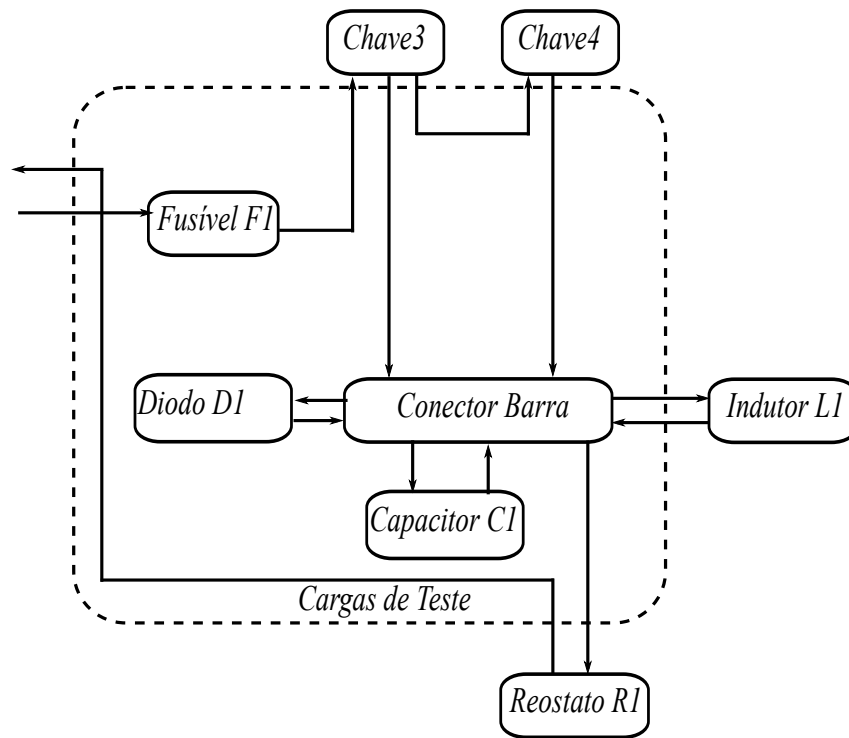 Chave3
Chave4
Fusível F1
Diodo D1
Conector Barra
Indutor L1
Capacitor C1
Cargas de Teste
Reostato R1